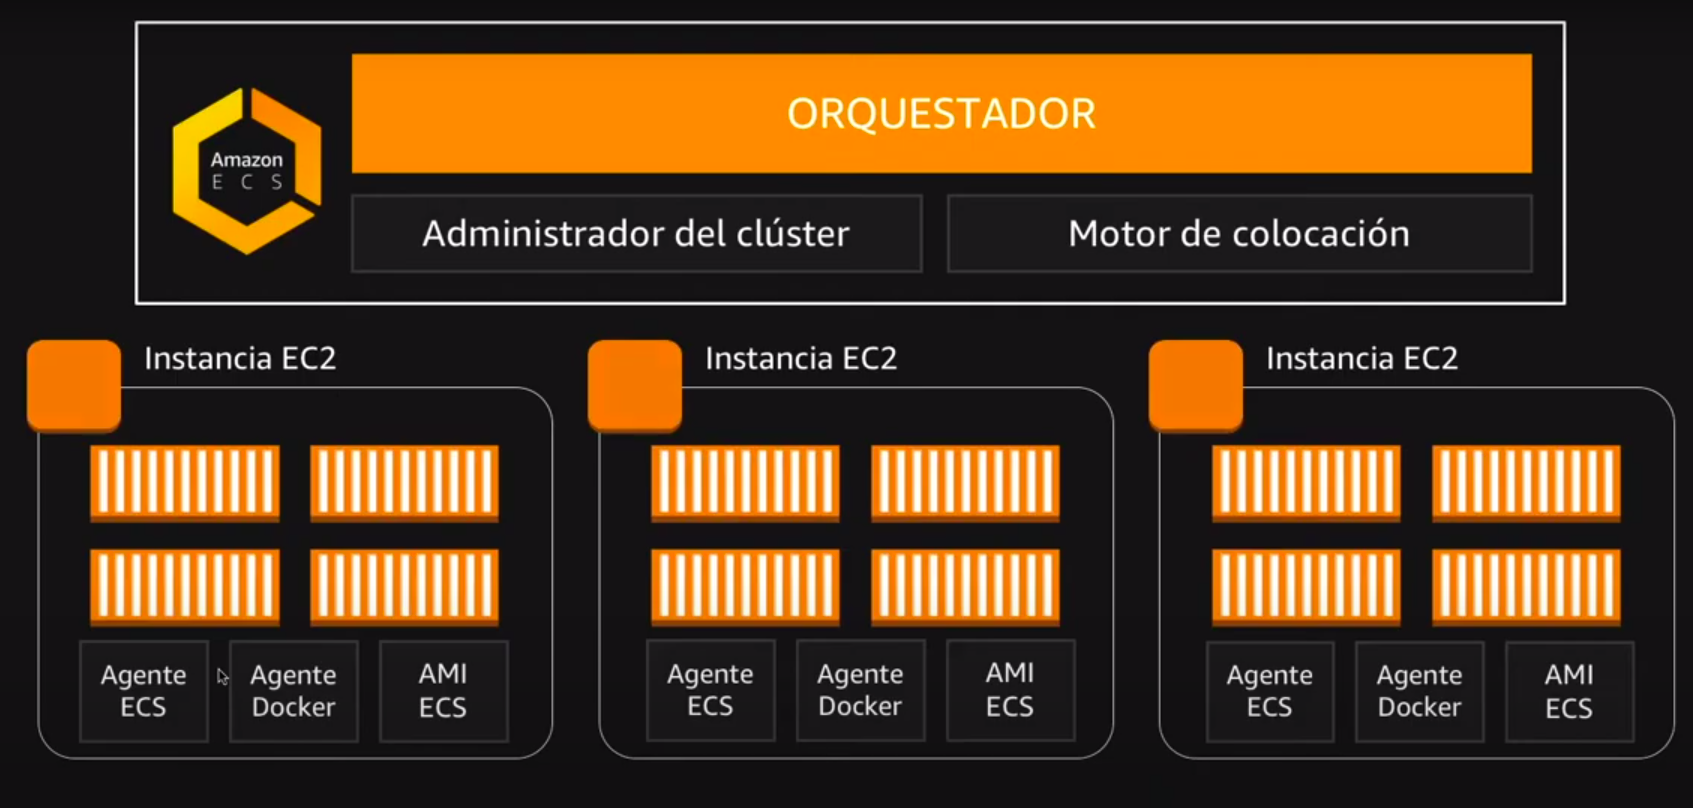 ORQUESTADOR
Amazon
E C S
Administrador del clúster
Motor de colocación
Instancia EC2
Instancia EC2
Instancia EC2
Agente
ECS
Agente
Docker
AMI
ECS
Agente
ECS
Agente
Docker
AMI
ECS
Agente
ECS
Agente
Docker
AMI
ECS